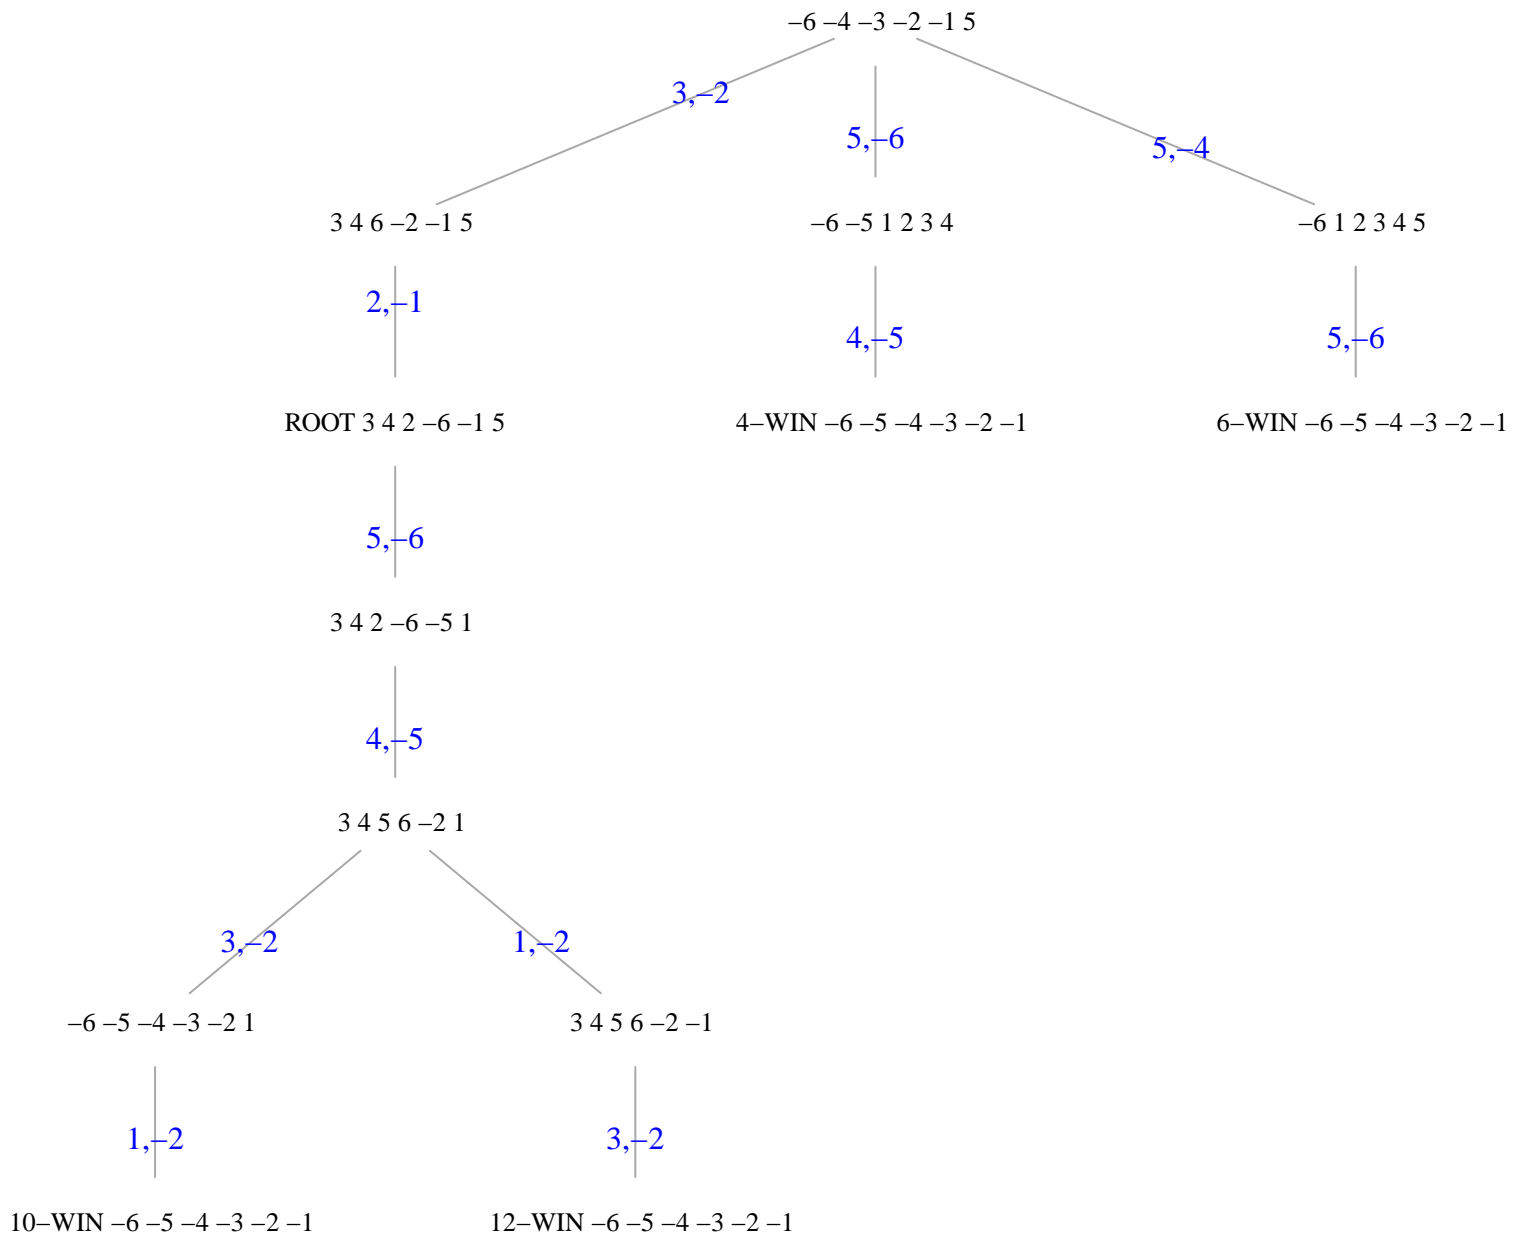 –6 –4 –3 –2 –1 5
3,–2
5,–6
5,–4
3 4 6 –2 –1 5
–6 –5 1 2 3 4
–6 1 2 3 4 5
2,–1
4,–5
5,–6
ROOT 3 4 2 –6 –1 5
4–WIN –6 –5 –4 –3 –2 –1
6–WIN –6 –5 –4 –3 –2 –1
5,–6
3 4 2 –6 –5 1
4,–5
3 4 5 6 –2 1
3,–2
1,–2
–6 –5 –4 –3 –2 1
3 4 5 6 –2 –1
1,–2
3,–2
10–WIN –6 –5 –4 –3 –2 –1
12–WIN –6 –5 –4 –3 –2 –1